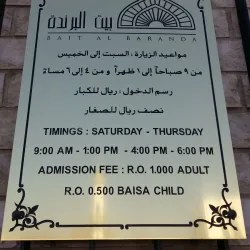 بيت البرندة
BAIT AL BARANDA
مواعيد الزيارة : السبت إلى الخميس
من ٩ صباحاً إلى ١ ظهراً و من ٤ إلى ٦ مساءً
رسم الدخول : ريال للكبار
نصف ريال للصغار
TIMINGS : SATURDAY - THURSDAY
9:00 AM - 1:00 PM - 4:00 PM - 6:00 PM
ADMISSION FEE : R.O. 1.000 ADULT
R.O. 0.500 BAISA CHILD